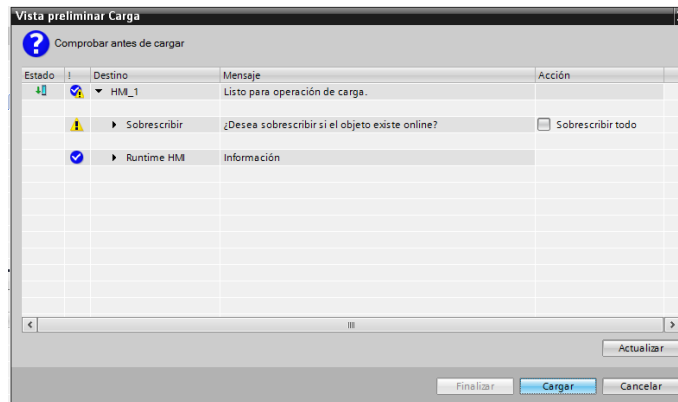 Vista preliminar Carga
Comprobar antes de cargar
Estado ! Destino Mensaje Acción
HMI_1 Listo para operación de carga.
Sobrescribir ¿Desea sobrescribir si el objeto existe online? Sobrescribir todo
Runtime HMI Información
Actualizar
Finalizar Cargar Cancelar